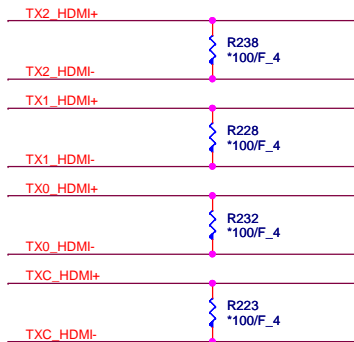 TX2_HDMI+
R238
*100/F_4
TX2_HDMI-
TX1_HDMI+
R228
*100/F_4
TX1_HDMI-
TX0_HDMI+
R232
*100/F_4
TX0_HDMI-
TXC_HDMI+
R223
*100/F_4
TXC_HDMI-